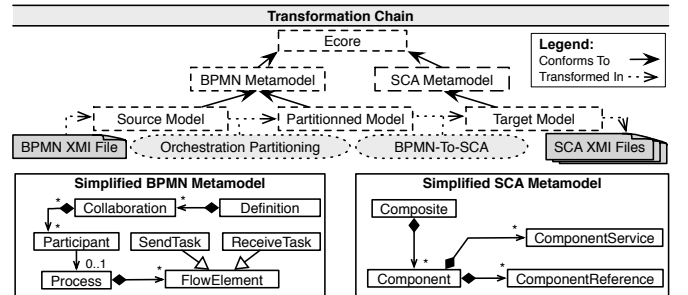 Transformation Chain
Ecore
Legend:
Conforms To
Transformed In
BPMN Metamodel
SCA Metamodel
Source Model
Partitionned Model
Target Model
BPMN XMI File
Orchestration Partitioning
BPMN-To-SCA
SCA XMI Files
Simplified BPMN Metamodel
* Collaboration * Definition
*
Participant SendTask ReceiveTask
0..1
Process * FlowElement
Simplified SCA Metamodel
Composite
* ComponentService
*
Component * ComponentReference